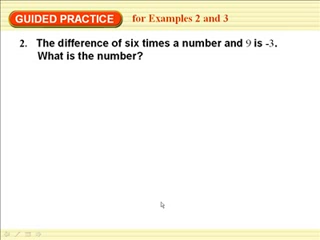 GUIDED PRACTICE for Examples 2 and 3
2. The difference of six times a number and 9 is -3.
What is the number?